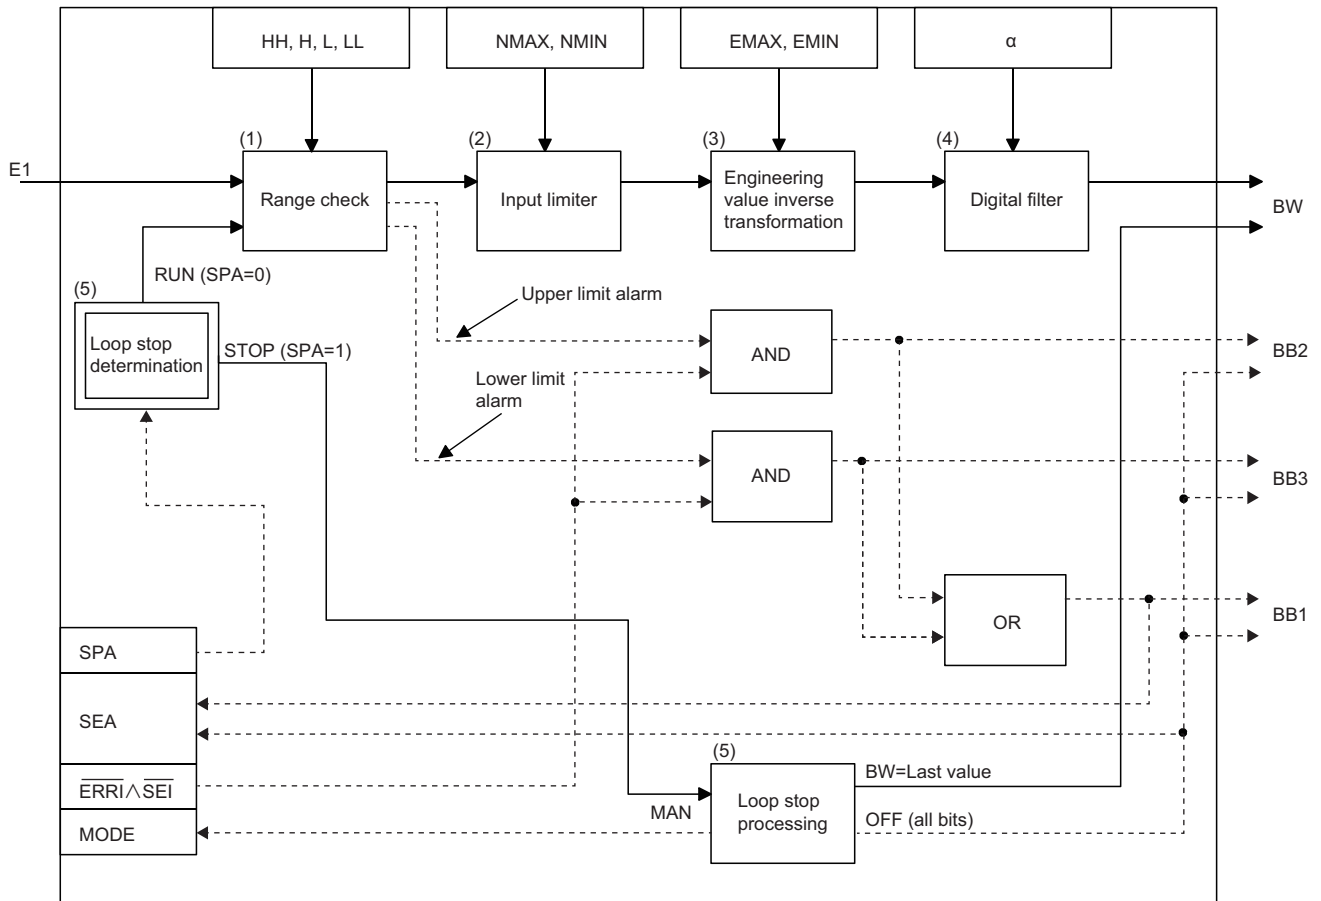 HH, H, L, LL
NMAX, NMIN
EMAX, EMIN
α
(1)
(2)
(3)
(4)
E1
Range check
Input limiter
Engineering
value inverse
transformation
Digital filter
BW
RUN (SPA=0)
(5)
Loop stop
determination
STOP (SPA=1)
Upper limit alarm
Lower limit
alarm
AND
BB2
AND
BB3
OR
BB1
SPA
SEA
E̅R̅R̅I̅∧S̅E̅I̅
MODE
MAN
(5)
Loop stop
processing
BW=Last value
OFF (all bits)